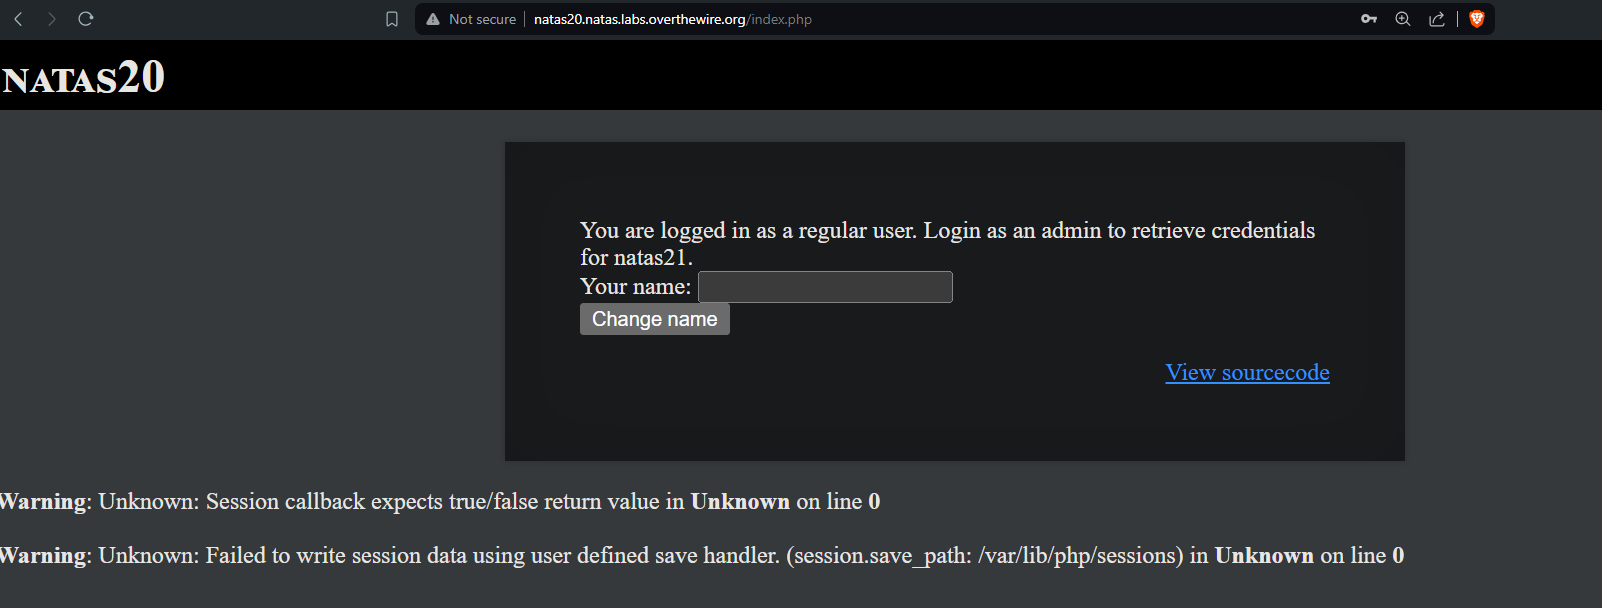 Not secure natas20.natas.labs.overthewire.org/index.php
NATAS20
You are logged in as a regular user. Login as an admin to retrieve credentials
for natas21.
Your name:
Change name
View sourcecode
Warning: Unknown: Session callback expects true/false return value in Unknown on line 0
Warning: Unknown: Failed to write session data using user defined save handler. (session.save_path: /var/lib/php/sessions) in Unknown on line 0